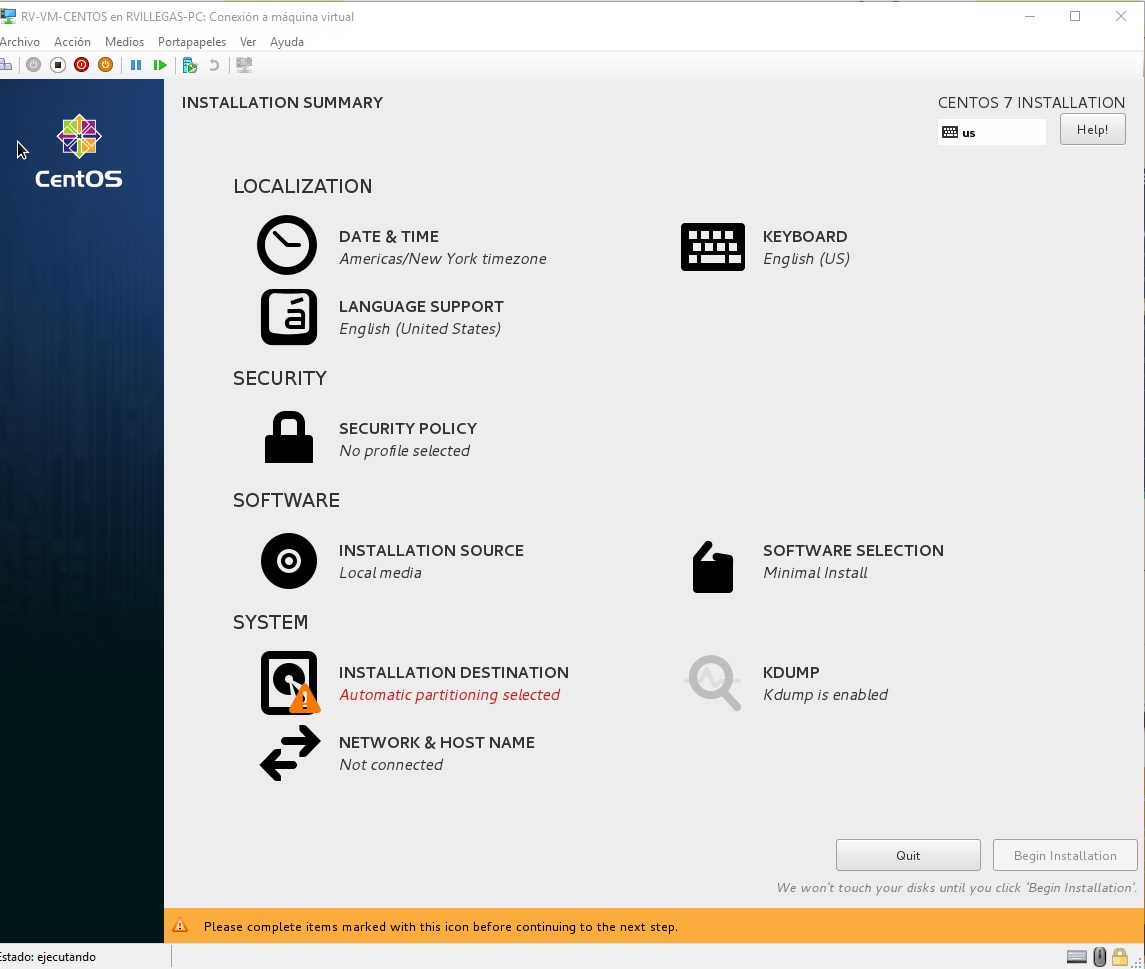 RV-VM-CENTOS en RVILLEGAS-PC: Conexión a máquina virtual
Archivo Acción Medios Portapapeles Ver Ayuda
INSTALLATION SUMMARY
CENTOS 7 INSTALLATION
us
Help!
CentOS
LOCALIZATION
DATE & TIME
Americas/New York timezone
KEYBOARD
English (US)
LANGUAGE SUPPORT
English (United States)
á
SECURITY
SECURITY POLICY
No profile selected
SOFTWARE
INSTALLATION SOURCE
Local media
SOFTWARE SELECTION
Minimal Install
SYSTEM
INSTALLATION DESTINATION
Automatic partitioning selected
KDUMP
Kdump is enabled
NETWORK & HOST NAME
Not connected
Quit
Begin Installation
We won't touch your disks until you click 'Begin Installation'.
Please complete items marked with this icon before continuing to the next step.
Estado: ejecutando